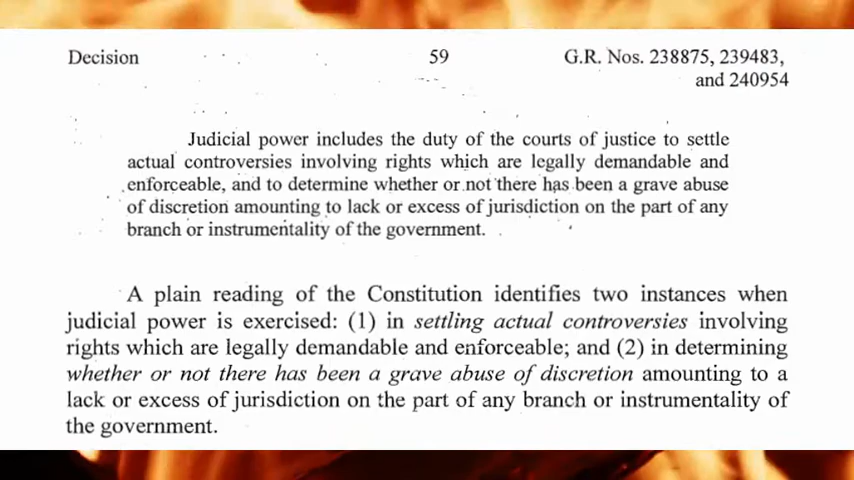 Decision 59 G.R. Nos. 238875, 239483,
and 240954
Judicial power includes the duty of the courts of justice to settle
actual controversies involving rights which are legally demandable and
enforceable, and to determine whether or not there has been a grave abuse
of discretion amounting to lack or excess of jurisdiction on the part of any
branch or instrumentality of the government.
A plain reading of the Constitution identifies two instances when
judicial power is exercised: (1) in settling actual controversies involving
rights which are legally demandable and enforceable; and (2) in determining
whether or not there has been a grave abuse of discretion amounting to a
lack or excess of jurisdiction on the part of any branch or instrumentality of
the government.